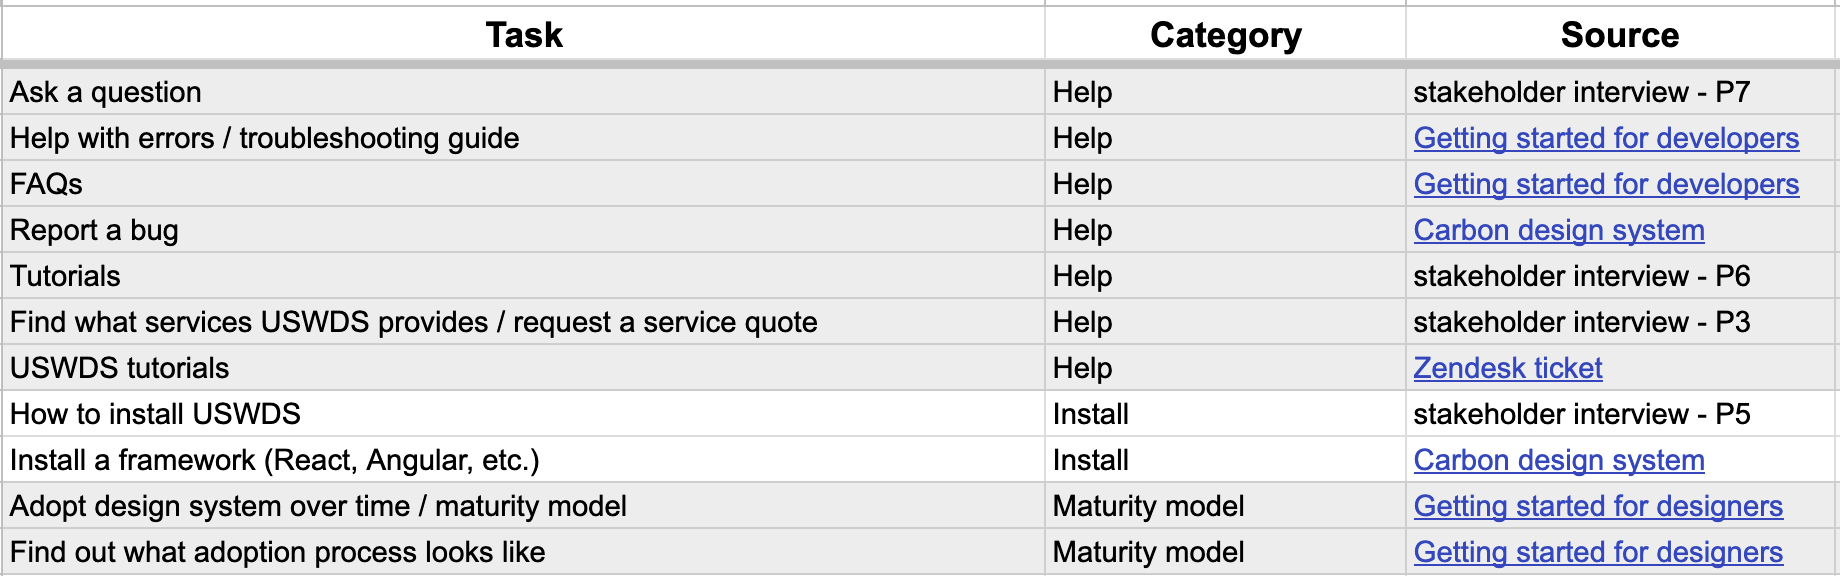 Task Category Source
Ask a question Help stakeholder interview - P7
Help with errors / troubleshooting guide Help Getting started for developers
FAQs Help Getting started for developers
Report a bug Help Carbon design system
Tutorials Help stakeholder interview - P6
Find what services USWDS provides / request a service quote Help stakeholder interview - P3
USWDS tutorials Help Zendesk ticket
How to install USWDS Install stakeholder interview - P5
Install a framework (React, Angular, etc.) Install Carbon design system
Adopt design system over time / maturity model Maturity model Getting started for designers
Find out what adoption process looks like Maturity model Getting started for designers